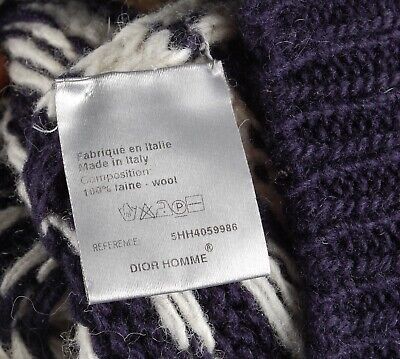 Fabriqué en Italie
Made in Italy
Composition:
100% laine - wool
REFERENCE: 5HH4059986
DIOR HOMME®